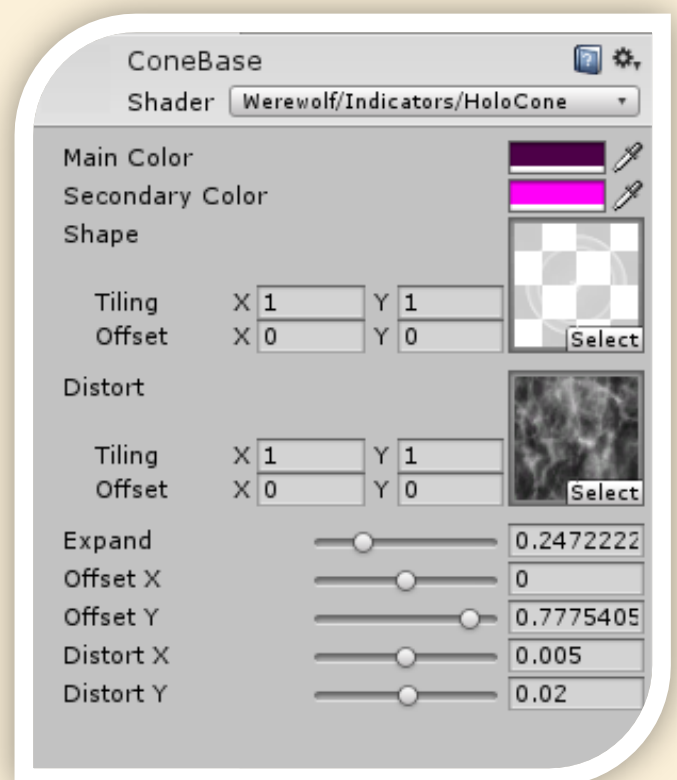 ConeBase
Shader Werewolf/Indicators/HoloCone
Main Color
Secondary Color
Shape
Tiling X 1 Y 1
Offset X 0 Y 0
Select
Distort
Tiling X 1 Y 1
Offset X 0 Y 0
Select
Expand 0.2472222
Offset X 0
Offset Y 0.7775405
Distort X 0.005
Distort Y 0.02